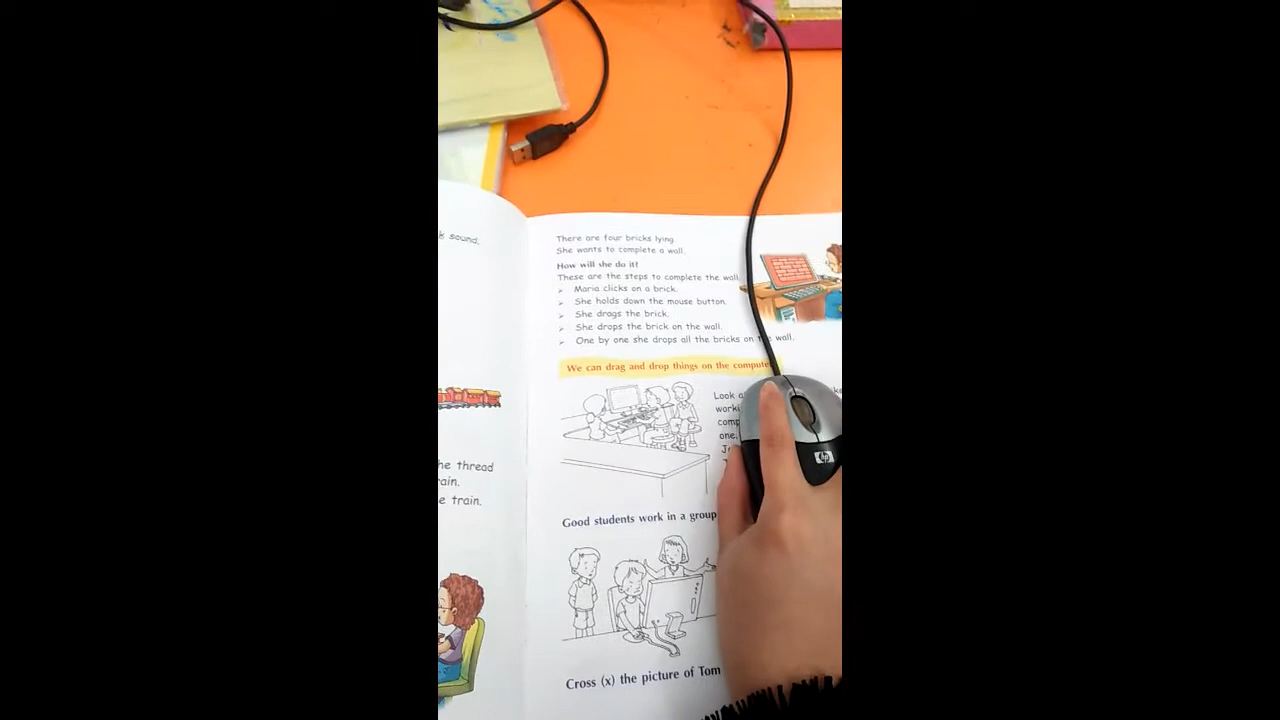 k sound.
he thread
rain.
e train.
There are four bricks lying.
She wants to complete a wall.
How will she do it?
These are the steps to complete the wall.
➢ Maria clicks on a brick.
➢ She holds down the mouse button.
➢ She drags the brick.
➢ She drops the brick on the wall.
➢ One by one she drops all the bricks on the wall.
We can drag and drop things on the computer
Look a
worki
comp
one.
Good students work in a group
Cross (x) the picture of Tom
hp